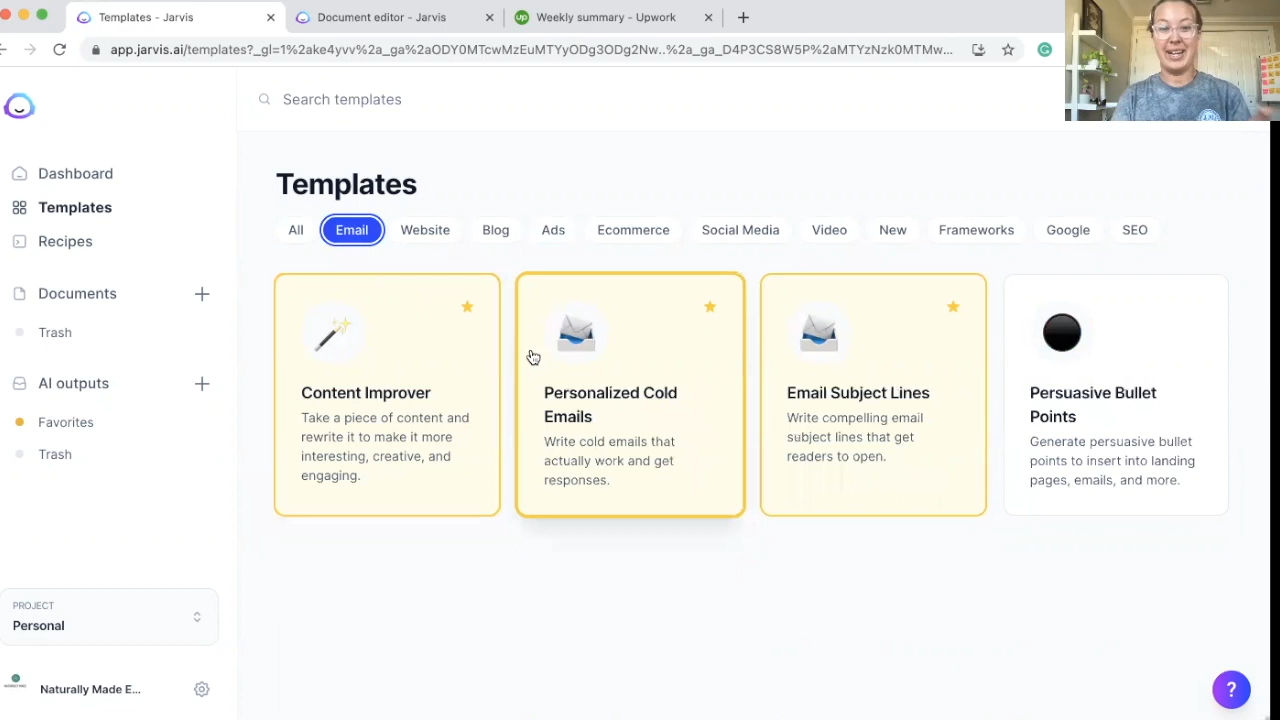 Templates - Jarvis
Document editor - Jarvis
Weekly summary - Upwork
app.jarvis.ai/templates?_gl=1%2ake4yvv%2a_ga%2aODY0MTcwMzEuMTYyODg3ODg2Nw..%2a_ga_D4P3CS8W5P%2aMTYzNzk0MTMw...
Search templates
Dashboard
Templates
Recipes
Documents
Trash
AI outputs
Favorites
Trash
PROJECT
Personal
Naturally Made E...
Templates
All
Email
Website
Blog
Ads
Ecommerce
Social Media
Video
New
Frameworks
Google
SEO
Content Improver
Take a piece of content and
rewrite it to make it more
interesting, creative, and
engaging.
Personalized Cold
Emails
Write cold emails that
actually work and get
responses.
Email Subject Lines
Write compelling email
subject lines that get
readers to open.
Persuasive Bullet
Points
Generate persuasive bullet
points to insert into landing
pages, emails, and more.
?